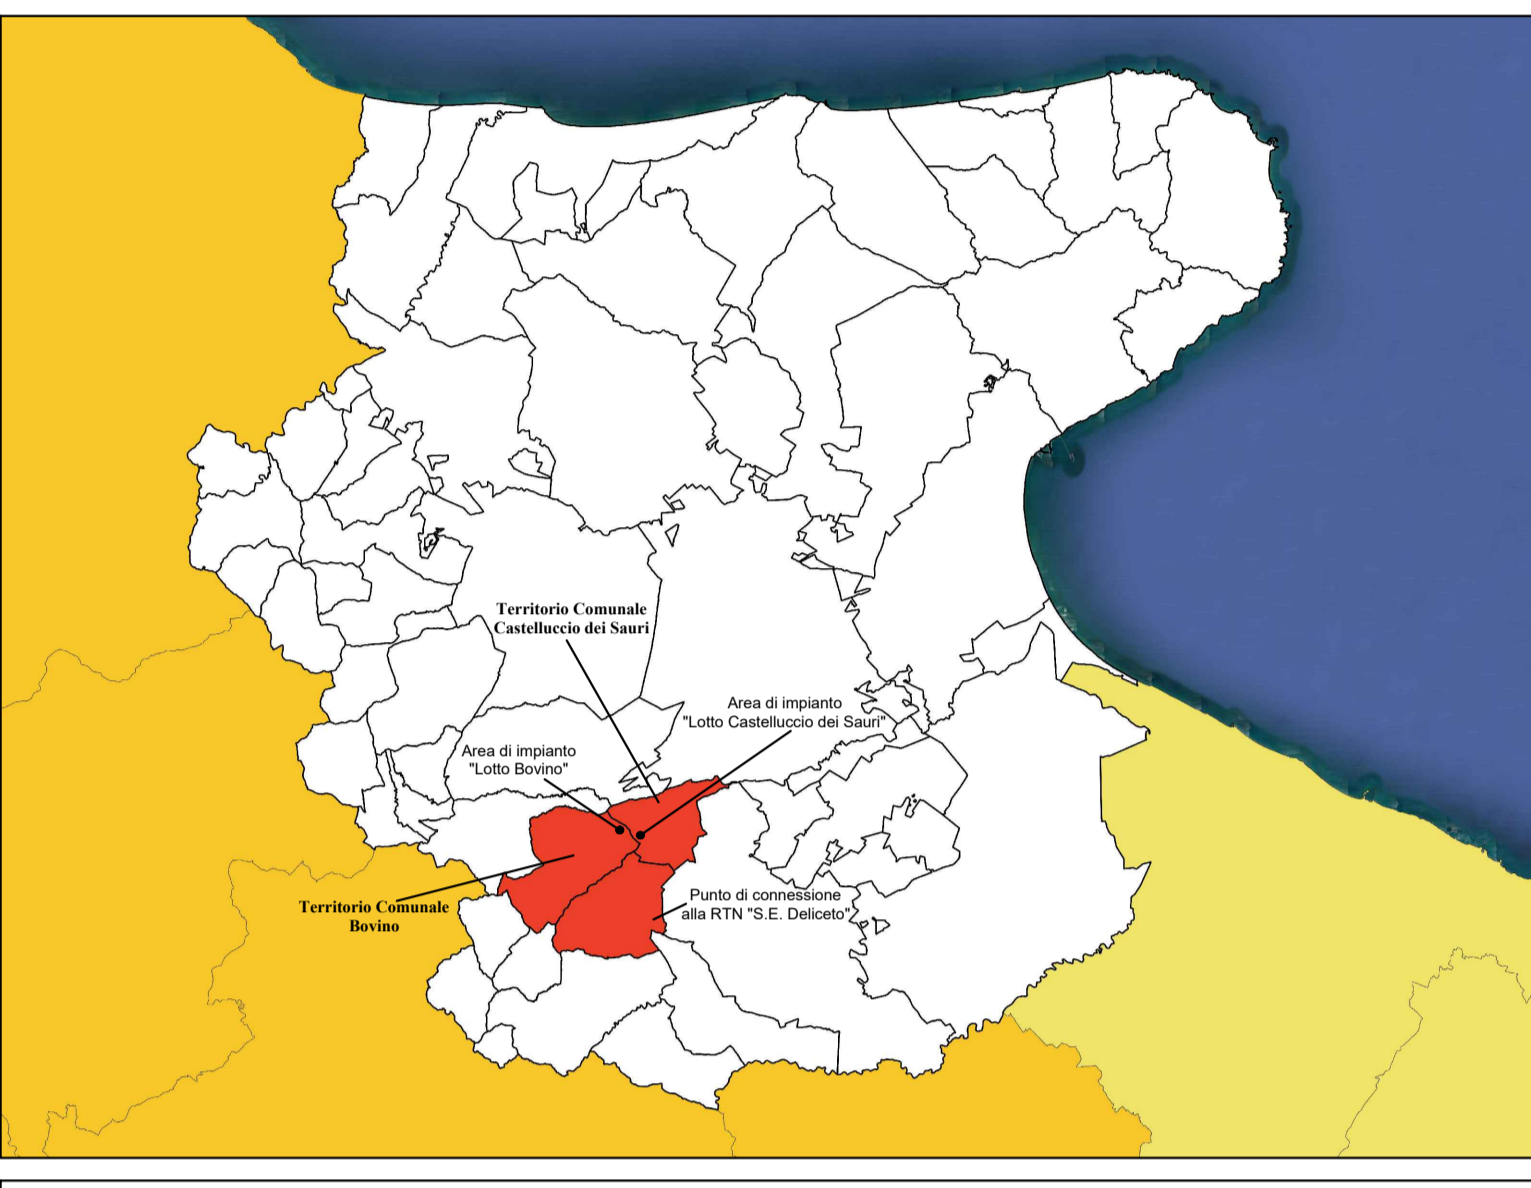 Territorio Comunale
Castelluccio dei Sauri
Area di impianto
"Lotto Castelluccio dei Sauri"
Area di impianto
"Lotto Bovino"
Punto di connessione
alla RTN "S.E. Deliceto"
Territorio Comunale
Bovino